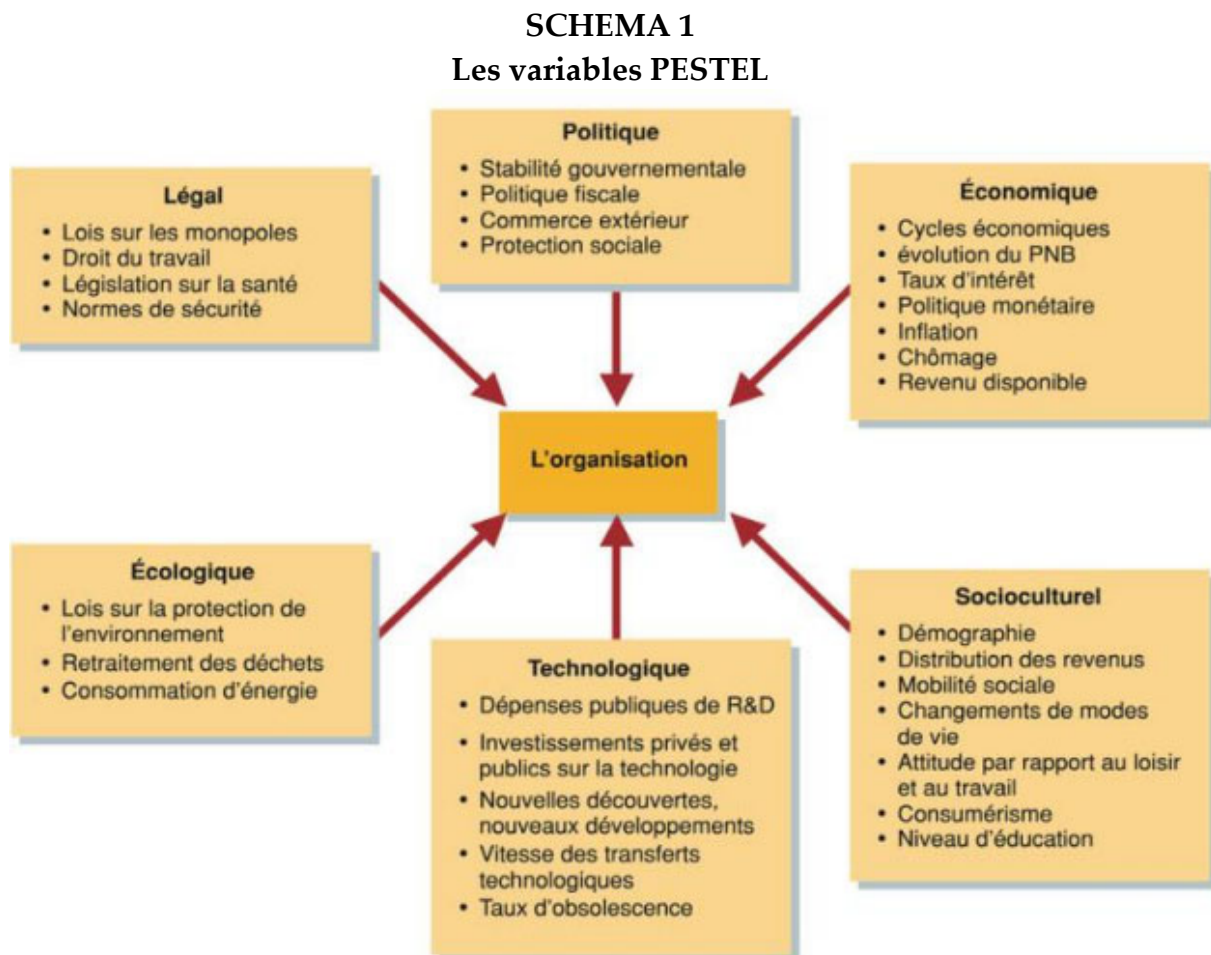 SCHEMA 1
Les variables PESTEL
Politique
• Stabilité gouvernementale
• Politique fiscale
• Commerce extérieur
• Protection sociale
Légal
• Lois sur les monopoles
• Droit du travail
• Législation sur la santé
• Normes de sécurité
Économique
• Cycles économiques
• évolution du PNB
• Taux d'intérêt
• Politique monétaire
• Inflation
• Chômage
• Revenu disponible
L'organisation
Écologique
• Lois sur la protection de
l'environnement
• Retraitement des déchets
• Consommation d'énergie
Technologique
• Dépenses publiques de R&D
• Investissements privés et
publics sur la technologie
• Nouvelles découvertes,
nouveaux développements
• Vitesse des transferts
technologiques
• Taux d'obsolescence
Socioculturel
• Démographie
• Distribution des revenus
• Mobilité sociale
• Changements de modes
de vie
• Attitude par rapport au loisir
et au travail
• Consumérisme
• Niveau d'éducation